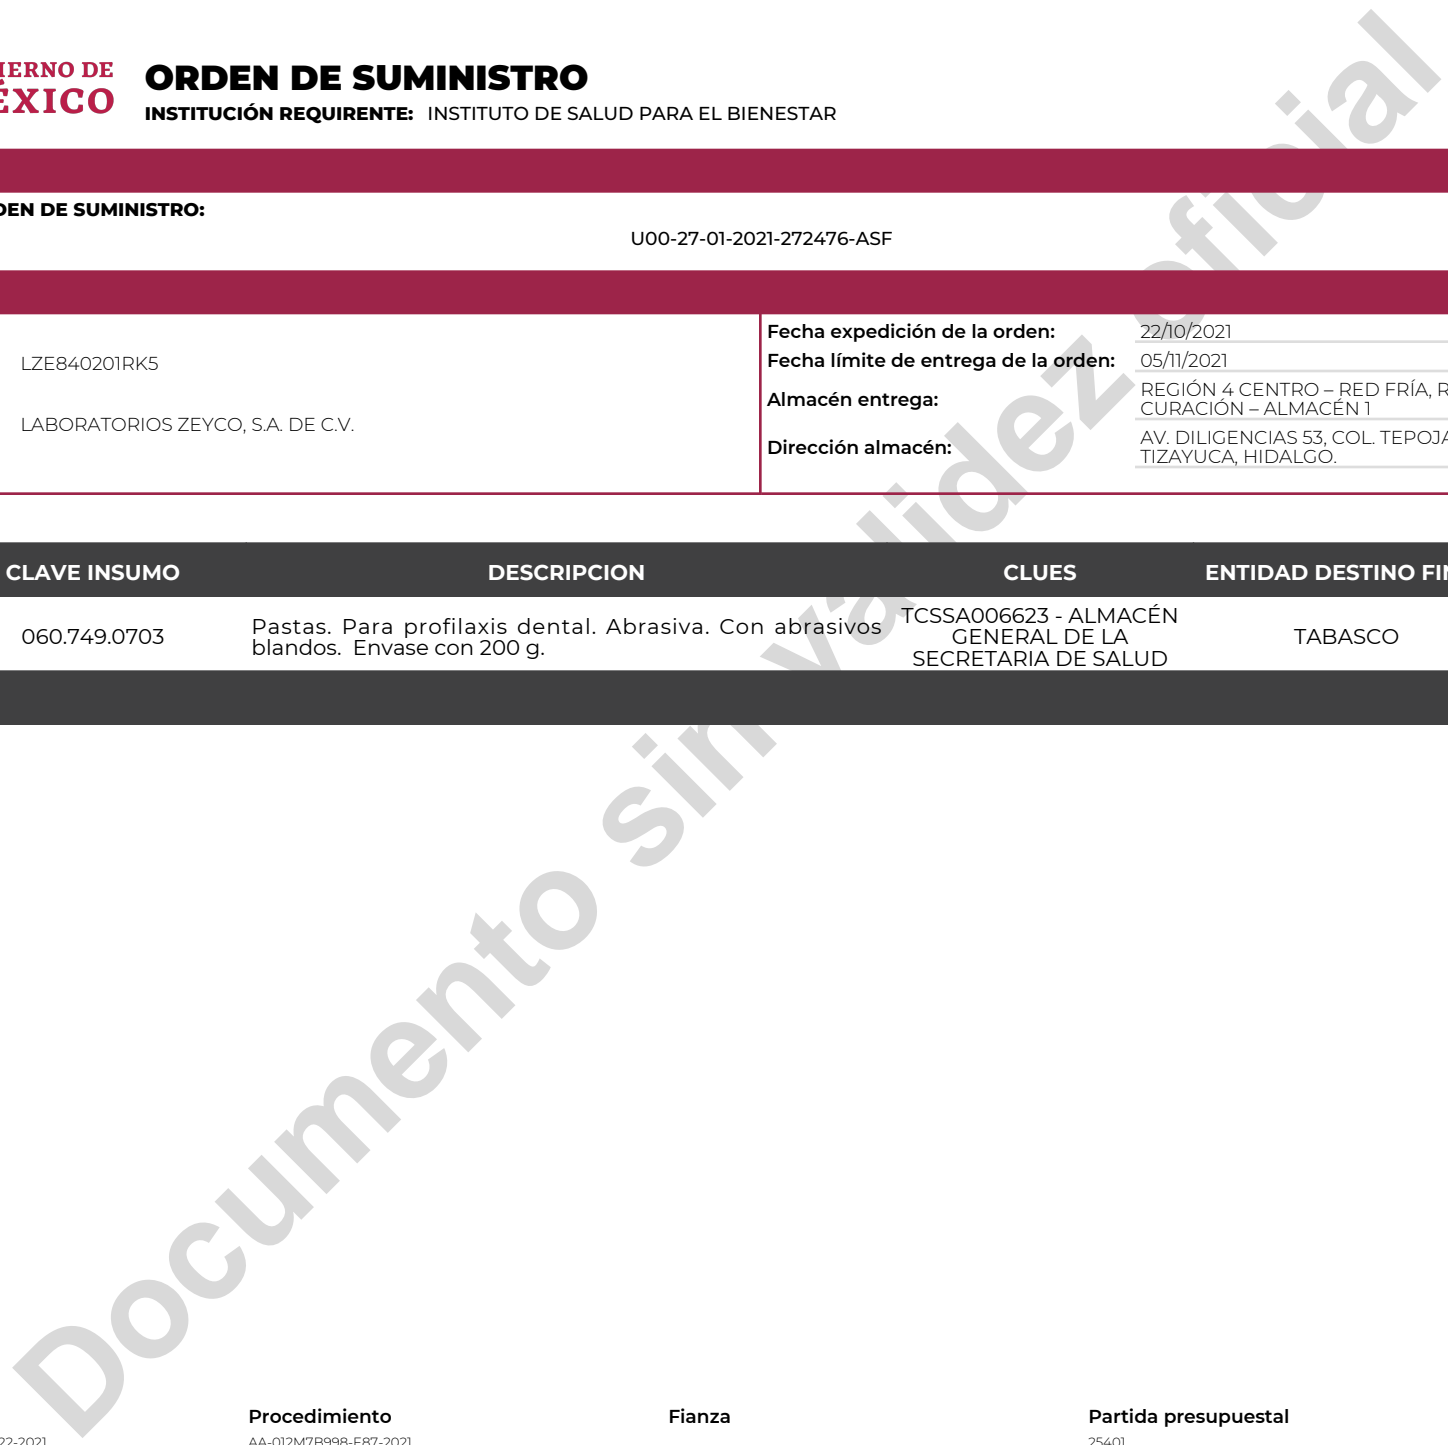 ORDEN DE SUMINISTRO
INSTITUCIÓN REQUIRENTE: INSTITUTO DE SALUD PARA EL BIENESTAR
DE
ÉXICO
DE SUMINISTRO:
U00-27-01-2021-272476-ASF
LZE840201RK5
LABORATORIOS ZEYCO, S.A. DE C.V.
Fecha expedición de la orden: 22/10/2021
Fecha límite de entrega de la orden: 05/11/2021
Almacén entrega: REGIÓN 4 CENTRO – RED FRÍA,
CURACIÓN – ALMACÉN 1
Dirección almacén: AV. DILIGENCIAS 53, COL.
TIZAYUCA, HIDALGO.
CLAVE INSUMO DESCRIPCION CLUES ENTIDAD DESTINO
060.749.0703
Pastas. Para profilaxis dental. Abrasiva. Con abrasivos
blandos. Envase con 200 g.
TCSSA006623 - ALMACÉN
GENERAL DE LA
SECRETARIA DE SALUD
TABASCO
Documento sin validez oficial
Procedimiento Fianza Partida presupuestal